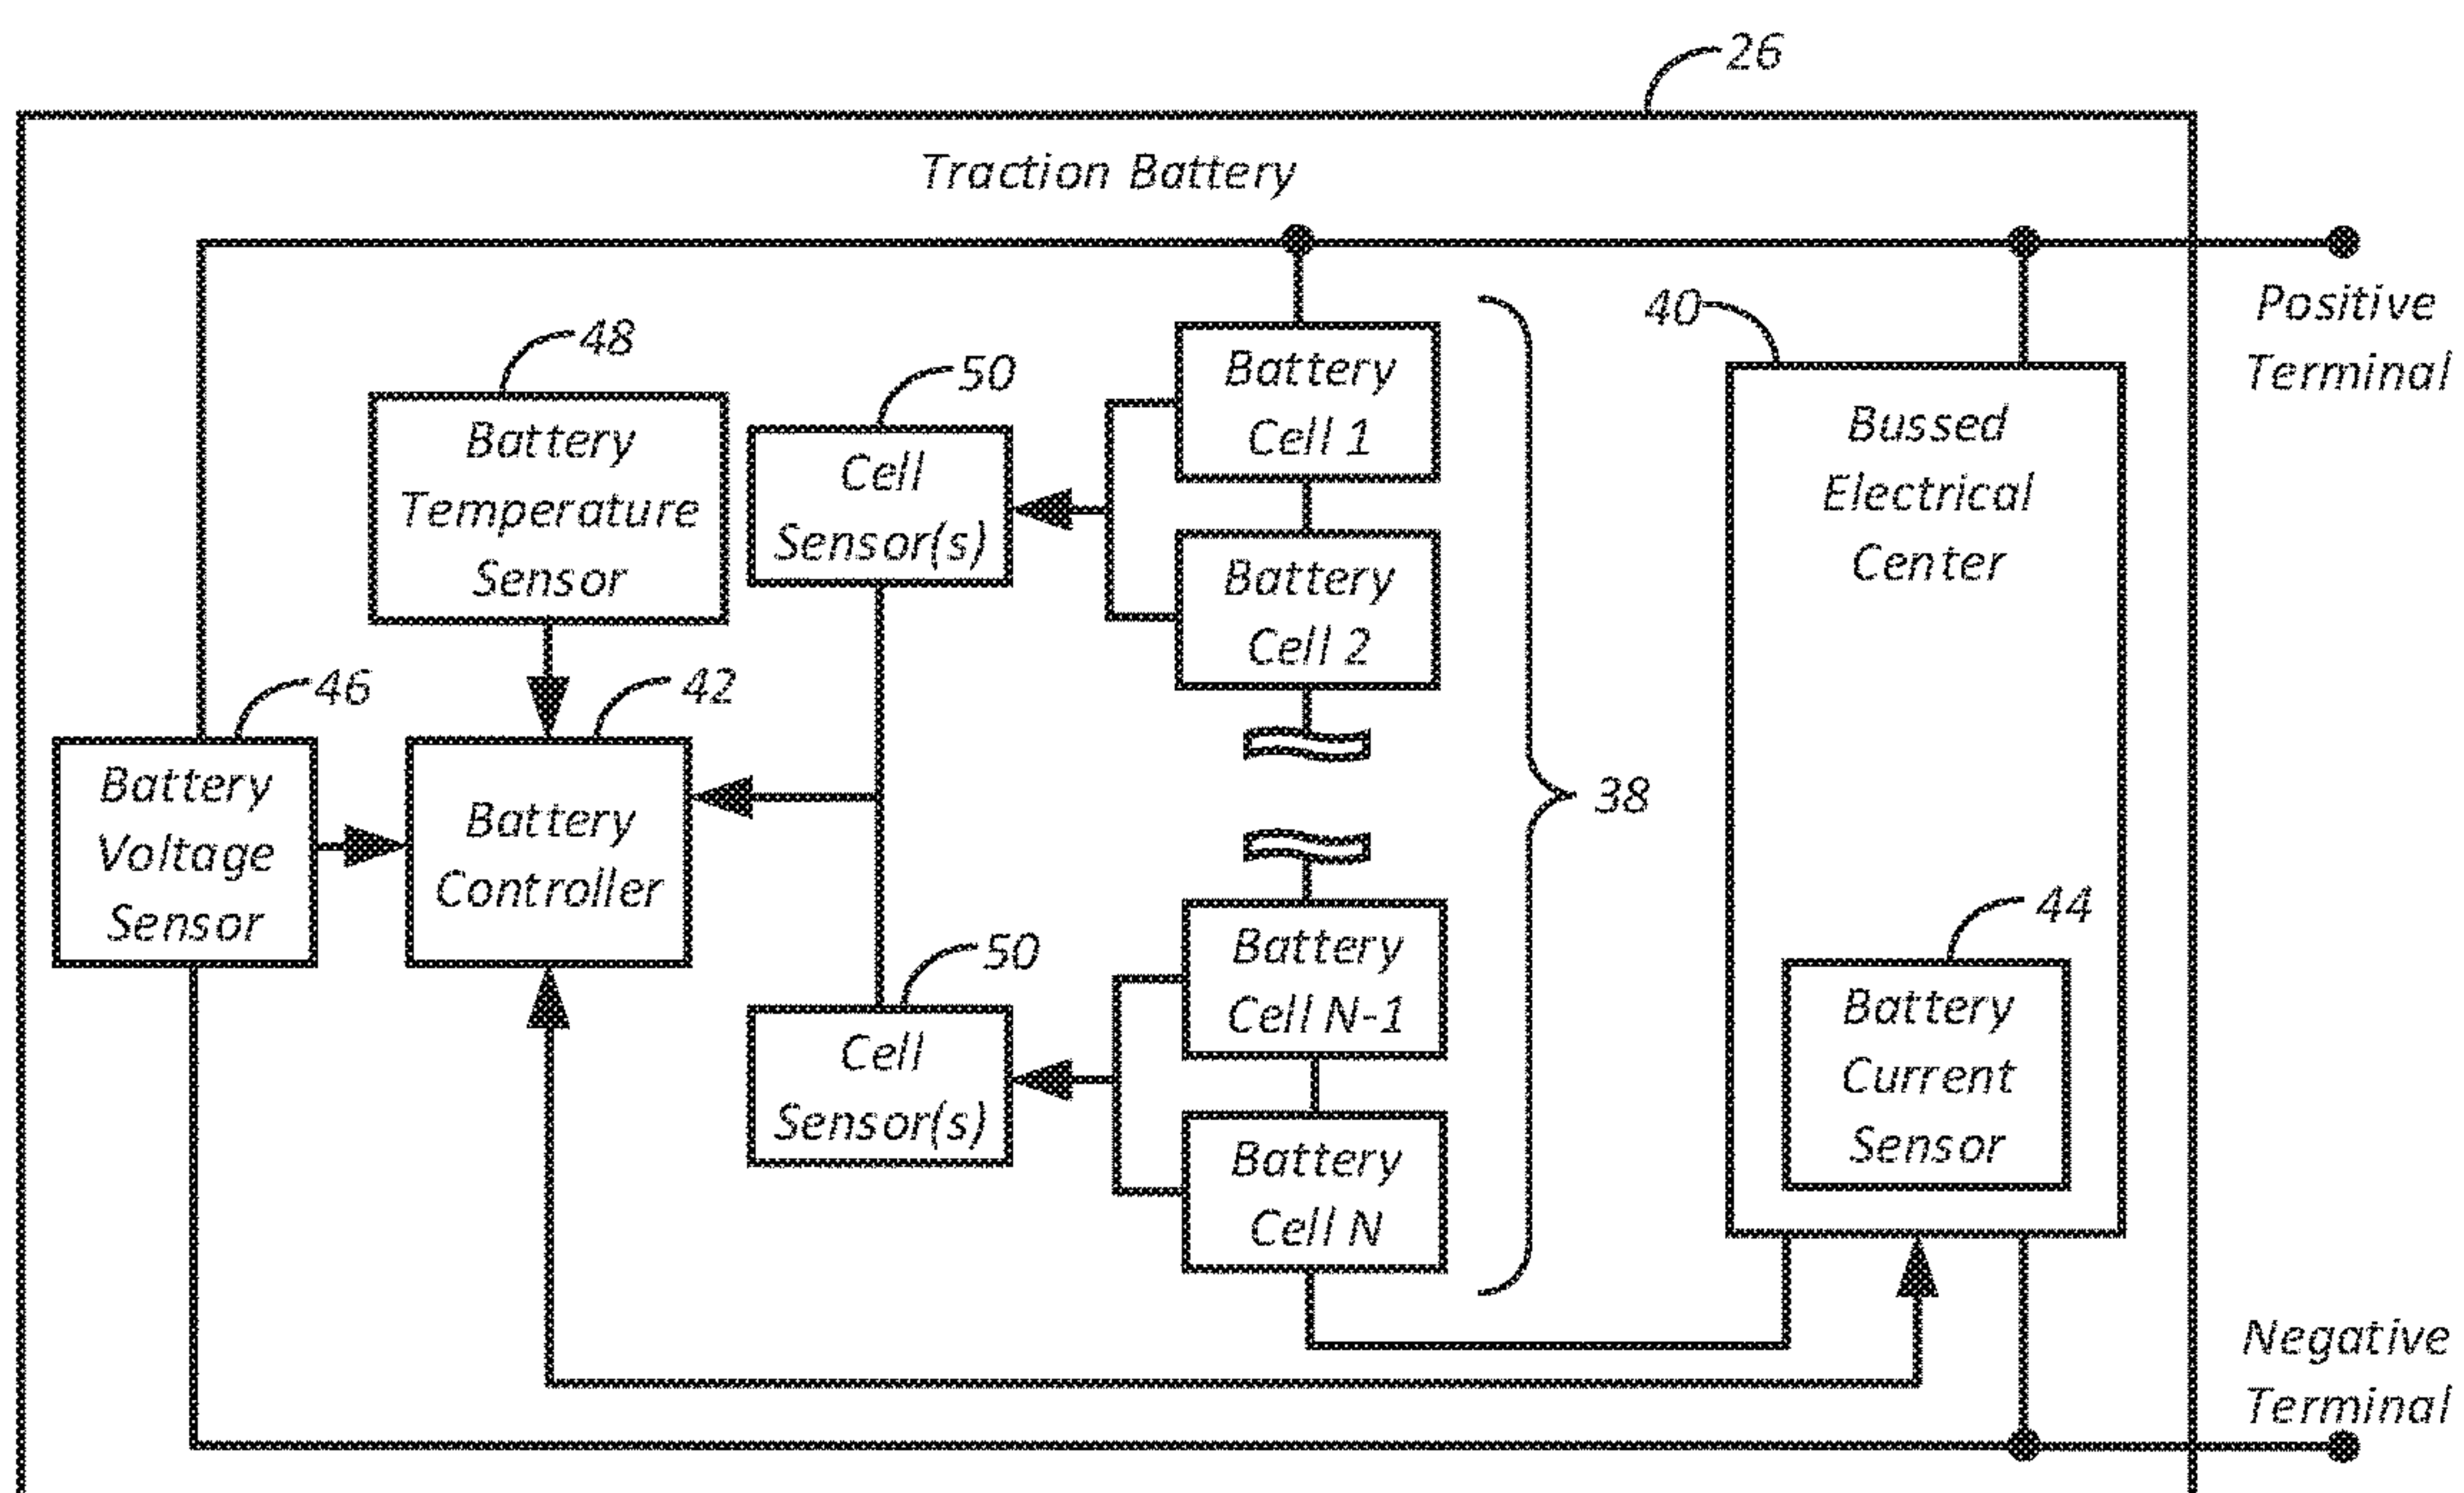 26
Traction Battery
Positive
Terminal
40
48
50
Battery
Cell 1
Bussed
Electrical
Center
Battery
Temperature
Sensor
Cell
Sensor(s)
Battery
Cell 2
46
42
Battery
Voltage
Sensor
Battery
Controller
38
44
50
Battery
Cell N-1
Battery
Current
Sensor
Cell
Sensor(s)
Battery
Cell N
Negative
Terminal